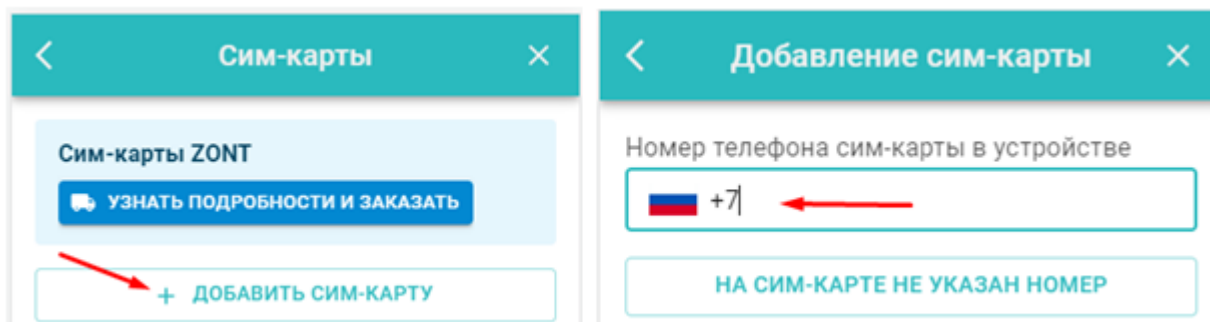 Сим-карты
Сим-карты ZONT
УЗНАТЬ ПОДРОБНОСТИ И ЗАКАЗАТЬ
+ ДОБАВИТЬ СИМ-КАРТУ
Добавление сим-карты
Номер телефона сим-карты в устройстве
+7
НА СИМ-КАРТЕ НЕ УКАЗАН НОМЕР